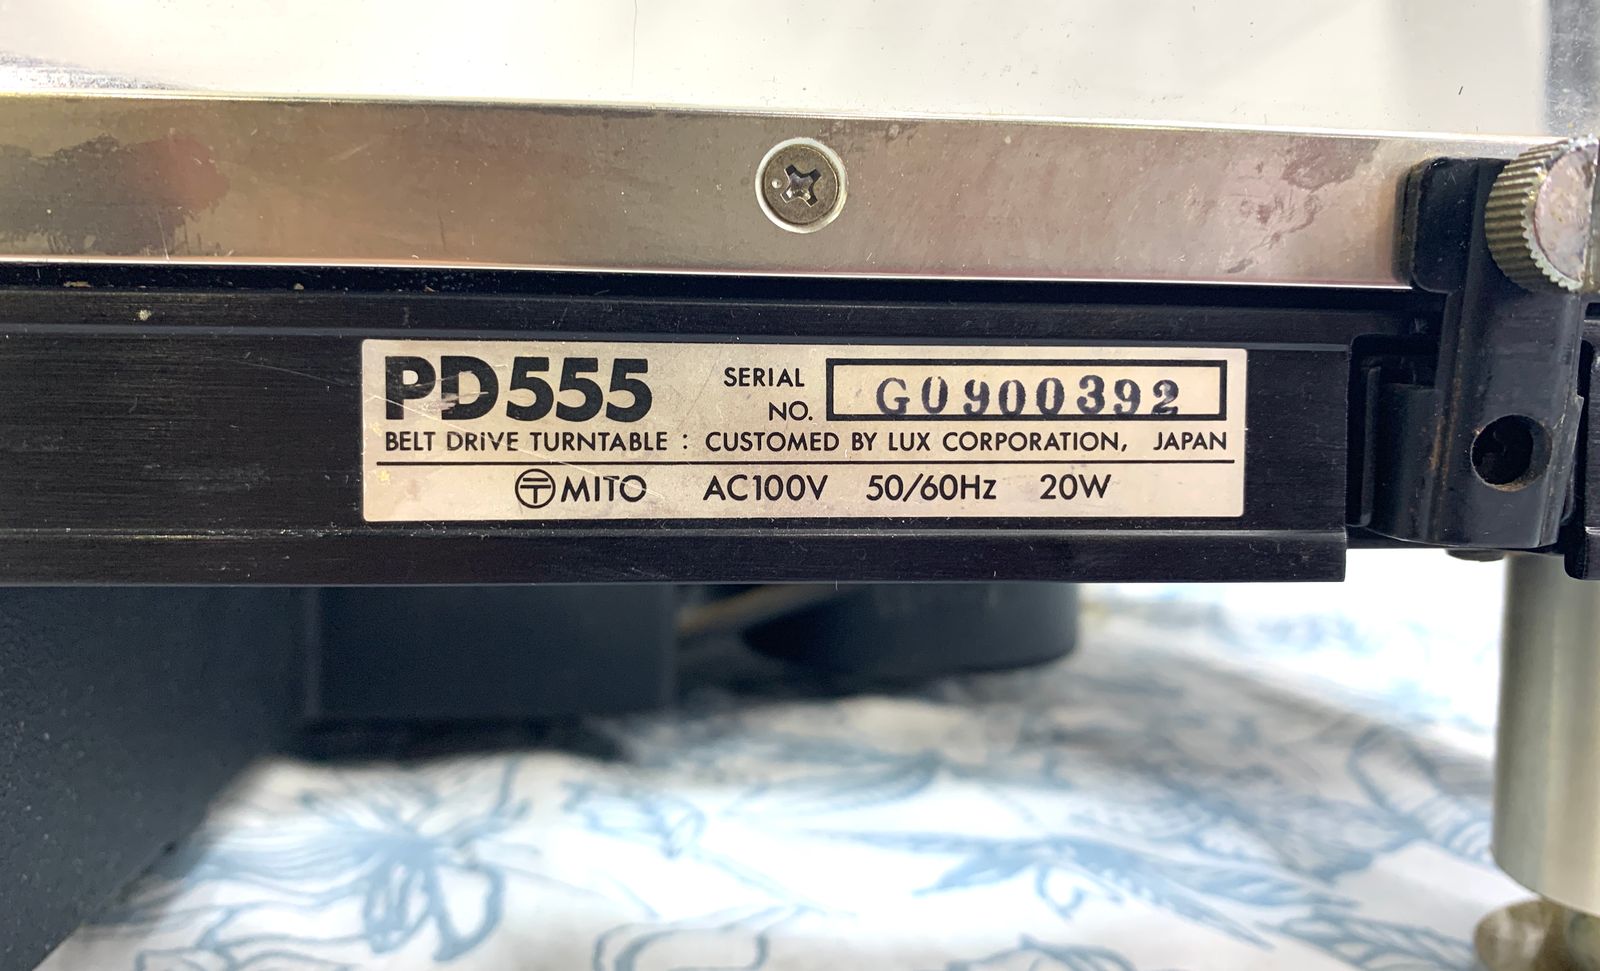 PD555 SERIAL NO. G0900392
BELT DRIVE TURNTABLE : CUSTOMED BY LUX CORPORATION, JAPAN
〒 MITO AC100V 50/60Hz 20W